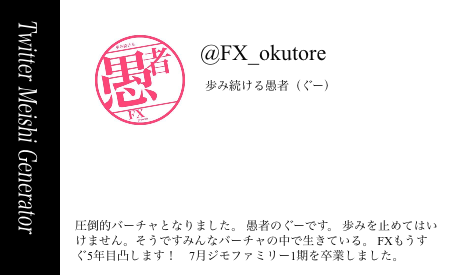 Twitter Meishi Generator
愚者
FX
@FX_okutore
歩み続ける愚者（ぐー）
圧倒的バーチャとなりました。 愚者のぐーです。 歩みを止めてはい
けません。そうですみんなバーチャの中で生きている。 FXもうす
ぐ5年目凸します！　7月ジモファミリー1期を卒業しました。